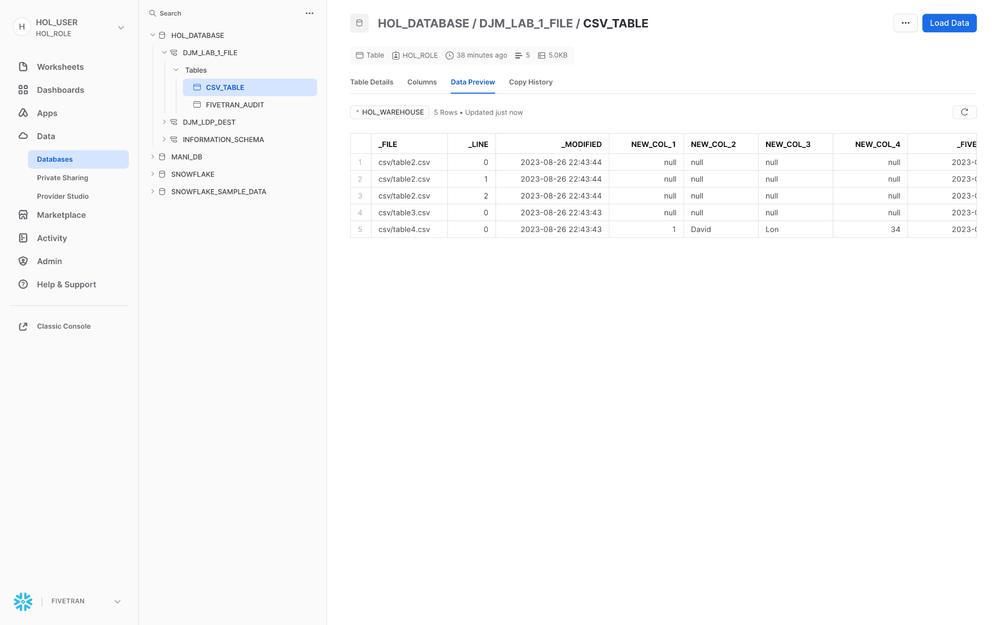 H
HOL_USER
HOL_ROLE
Worksheets
Dashboards
Apps
Data
Databases
Private Sharing
Provider Studio
Marketplace
Activity
Admin
Help & Support
Classic Console
FIVETRAN
Search
HOL_DATABASE
DJM_LAB_1_FILE
Tables
CSV_TABLE
FIVETRAN_AUDIT
DJM_LDP_DEST
INFORMATION_SCHEMA
MANI_DB
SNOWFLAKE
SNOWFLAKE_SAMPLE_DATA
HOL_DATABASE / DJM_LAB_1_FILE / CSV_TABLE
Load Data
Table HOL_ROLE 38 minutes ago 5 5.0KB
Table Details Columns Data Preview Copy History
HOL_WAREHOUSE 5 Rows • Updated just now
_FILE _LINE _MODIFIED NEW_COL_1 NEW_COL_2 NEW_COL_3 NEW_COL_4 _FIVE
1 csv/table2.csv 0 2023-08-26 22:43:44 null null null null 2023-0
2 csv/table2.csv 1 2023-08-26 22:43:44 null null null null 2023-0
3 csv/table2.csv 2 2023-08-26 22:43:44 null null null null 2023-0
4 csv/table3.csv 0 2023-08-26 22:43:43 null null null null 2023-0
5 csv/table4.csv 0 2023-08-26 22:43:43 1 David Lon 34 2023-0